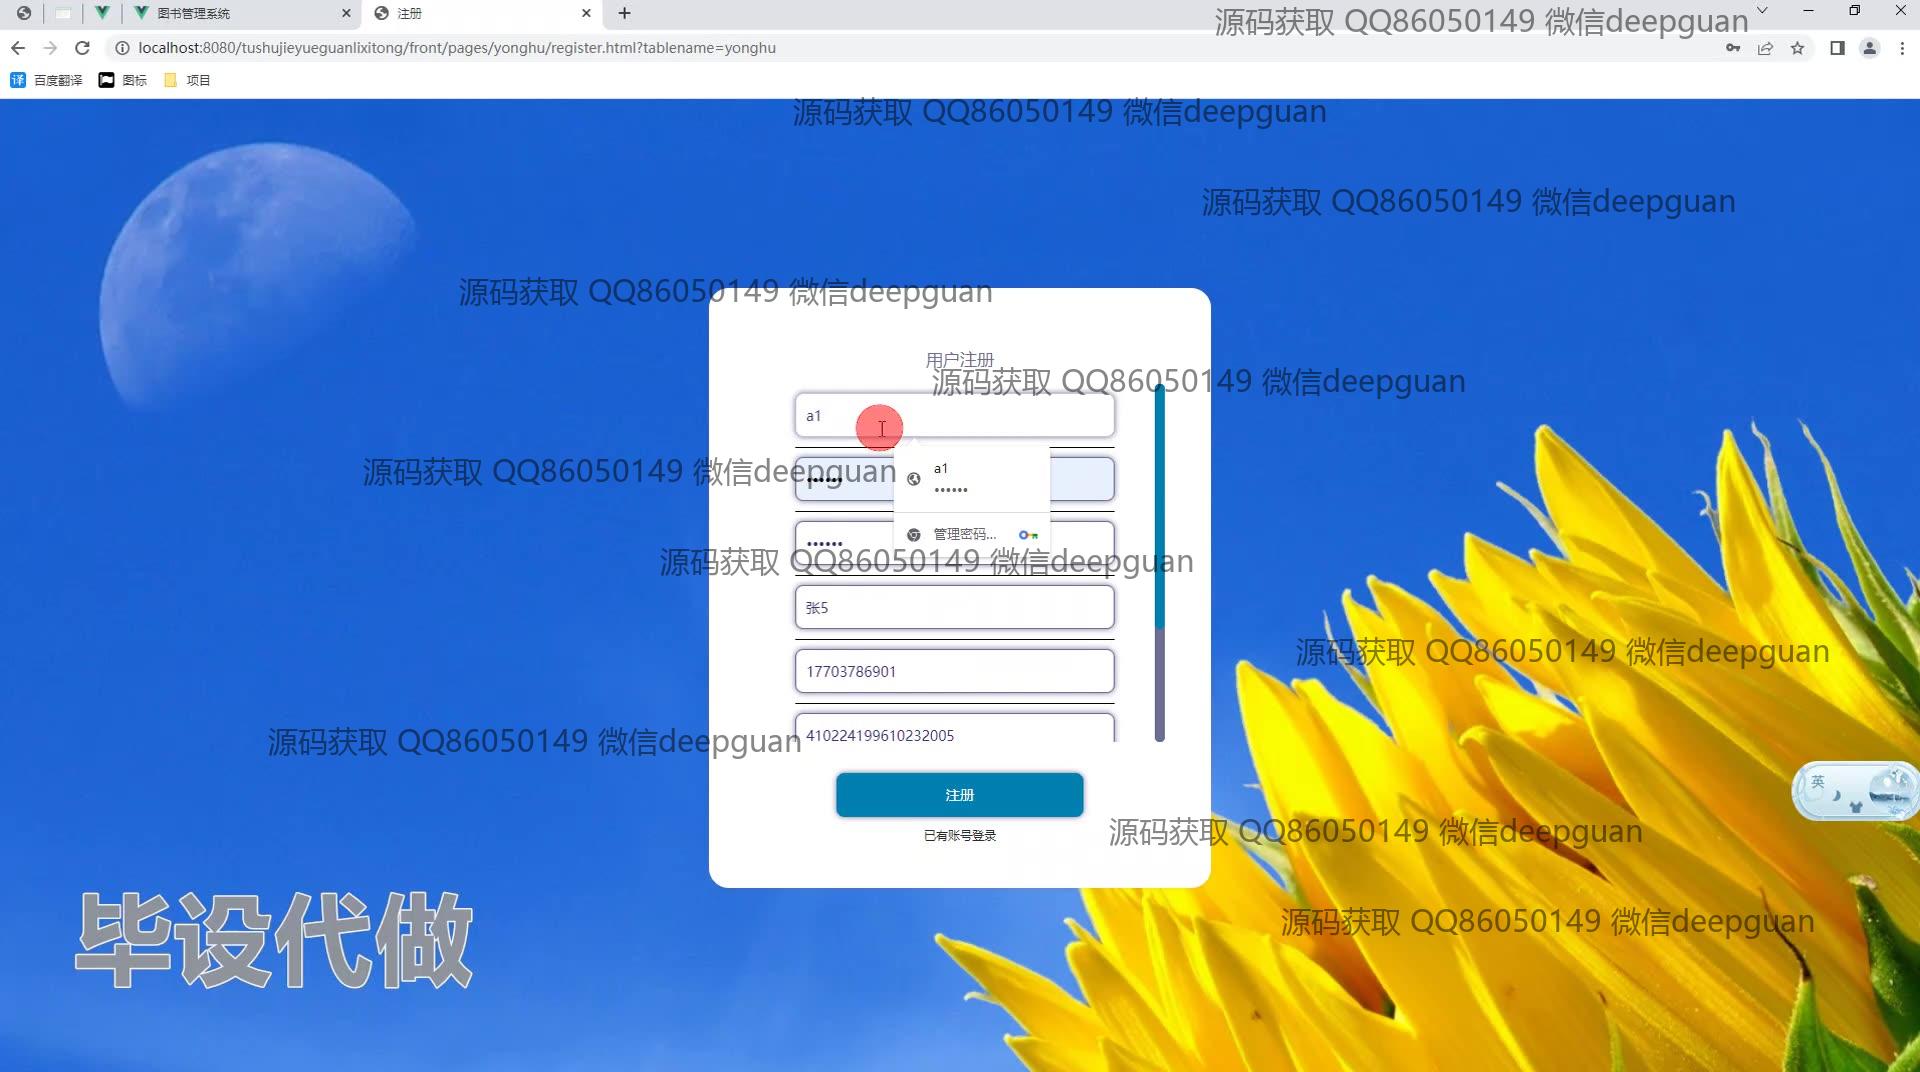 图书管理系统
注册
源码获取 QQ86050149 微信deepguan
localhost:8080/tushujieyueguanlixitong/front/pages/yonghu/register.html?tablename=yonghu
译 百度翻译
图标
项目
源码获取 QQ86050149 微信deepguan
源码获取 QQ86050149 微信deepguan
源码获取 QQ86050149 微信deepguan
用户注册
源码获取 QQ86050149 微信deepguan
a1
a1
源码获取 QQ86050149 微信deepguan
管理密码...
源码获取 QQ86050149 微信deepguan
张5
源码获取 QQ86050149 微信deepguan
17703786901
410224199610232005
源码获取 QQ86050149 微信deepguan
英
注册
已有账号登录
源码获取 QQ86050149 微信deepguan
源码获取 QQ86050149 微信deepguan
毕设代做